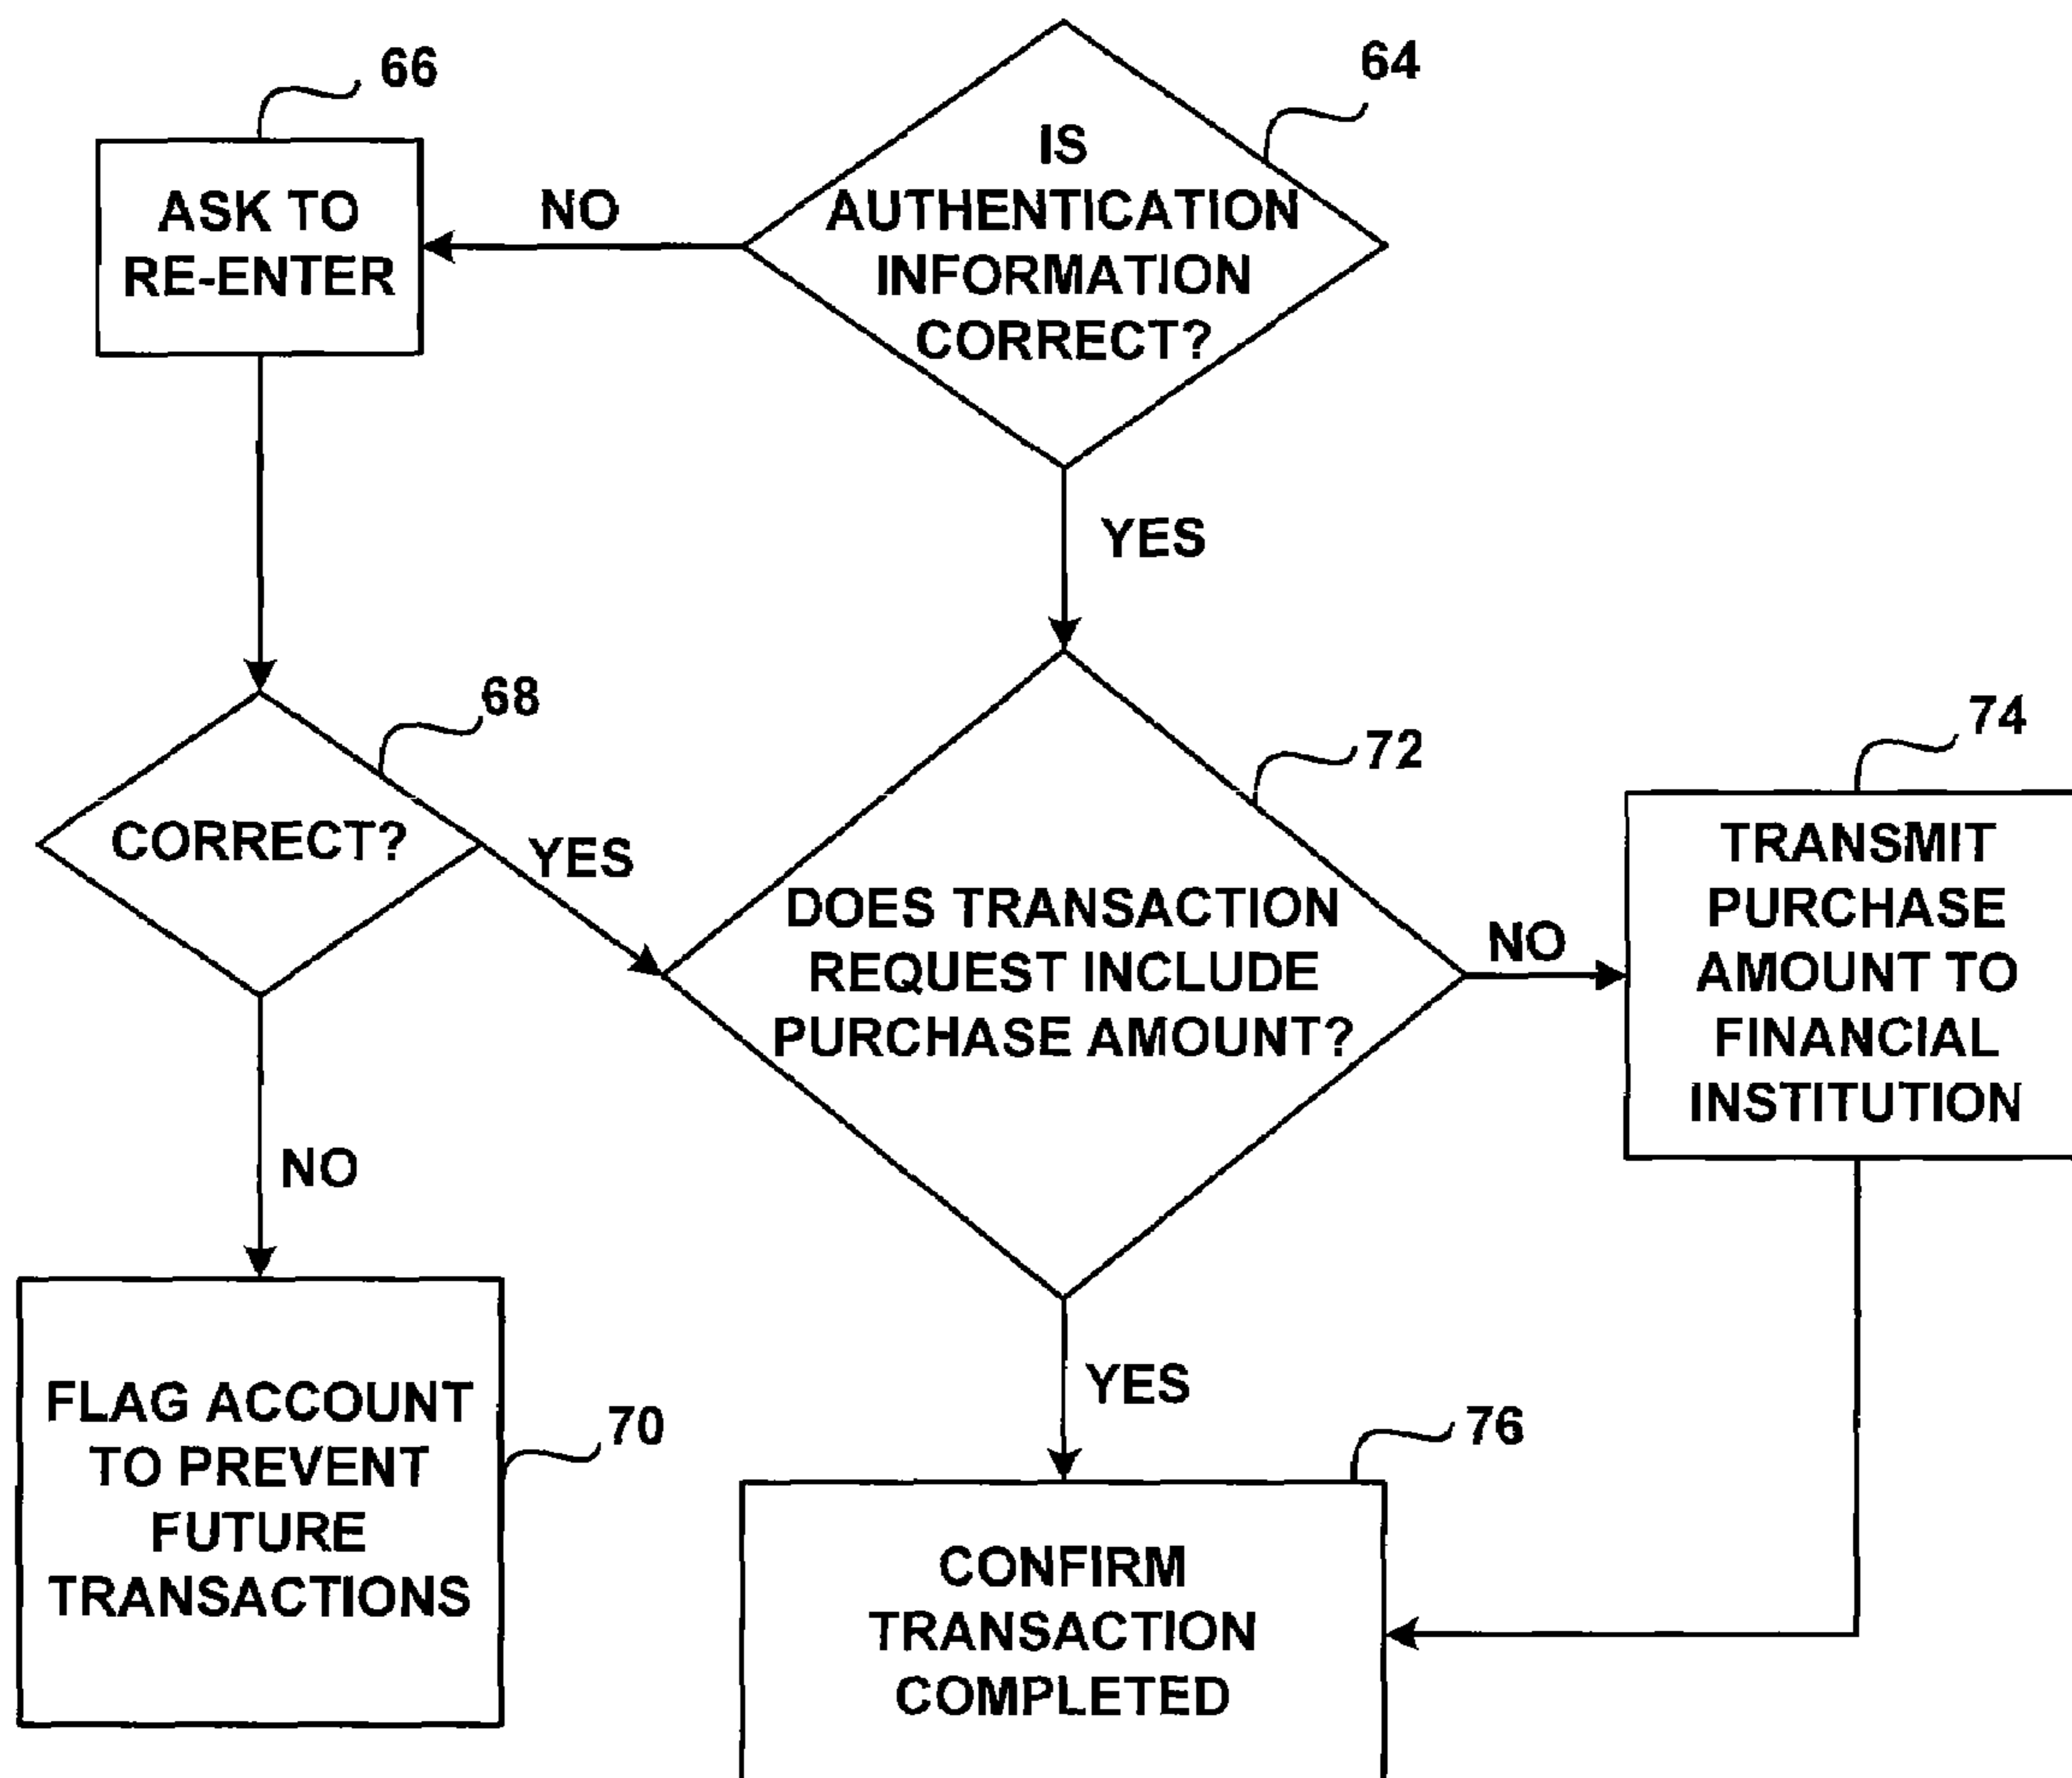 66
64
IS
AUTHENTICATION
INFORMATION
CORRECT?
NO
ASK TO
RE-ENTER
YES
68
CORRECT?
YES
72
DOES TRANSACTION
REQUEST INCLUDE
PURCHASE AMOUNT?
NO
74
TRANSMIT
PURCHASE
AMOUNT TO
FINANCIAL
INSTITUTION
NO
YES
FLAG ACCOUNT
TO PREVENT
FUTURE
TRANSACTIONS
70
76
CONFIRM
TRANSACTION
COMPLETED